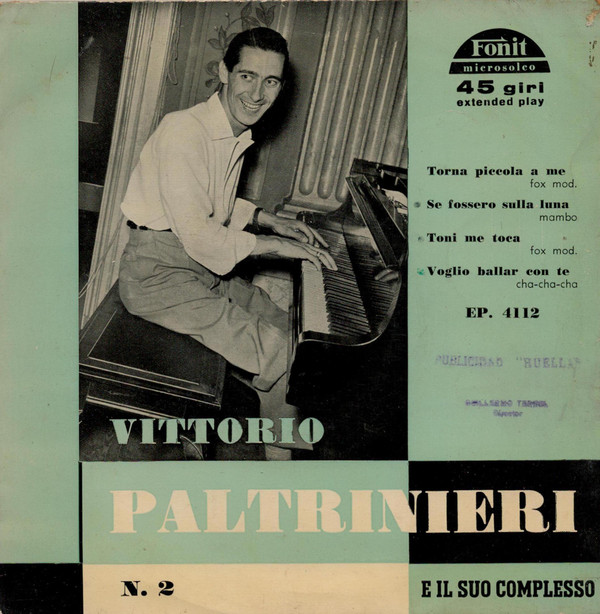 Fonit
microsolco
45 giri
extended play
Torna piccola a me
fox mod.
Se fossero sulla luna
mambo
Toni me toca
fox mod.
Voglio ballar con te
cha-cha-cha
EP. 4112
PUBLICIDAD "RUELLA"
VITTORIO
PALTRINIERI
N. 2
E IL SUO COMPLESSO